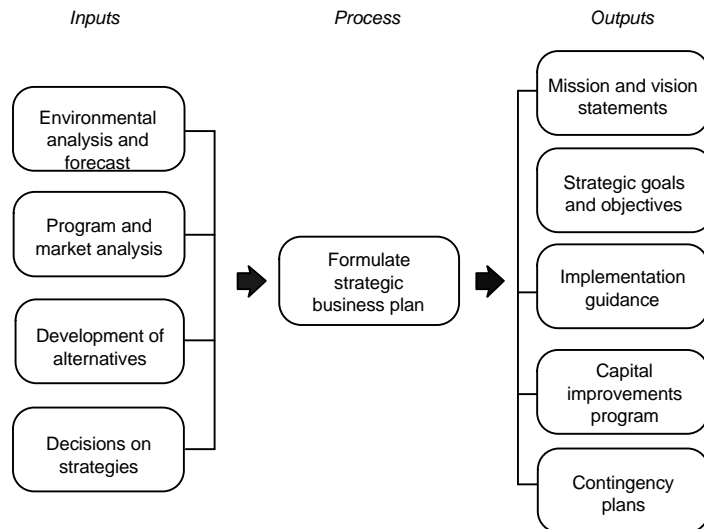 Inputs
Process
Outputs
Environmental
analysis and
forecast
Program and
market analysis
Development of
alternatives
Decisions on
strategies
Formulate
strategic
business plan
Mission and vision
statements
Strategic goals
and objectives
Implementation
guidance
Capital
improvements
program
Contingency
plans